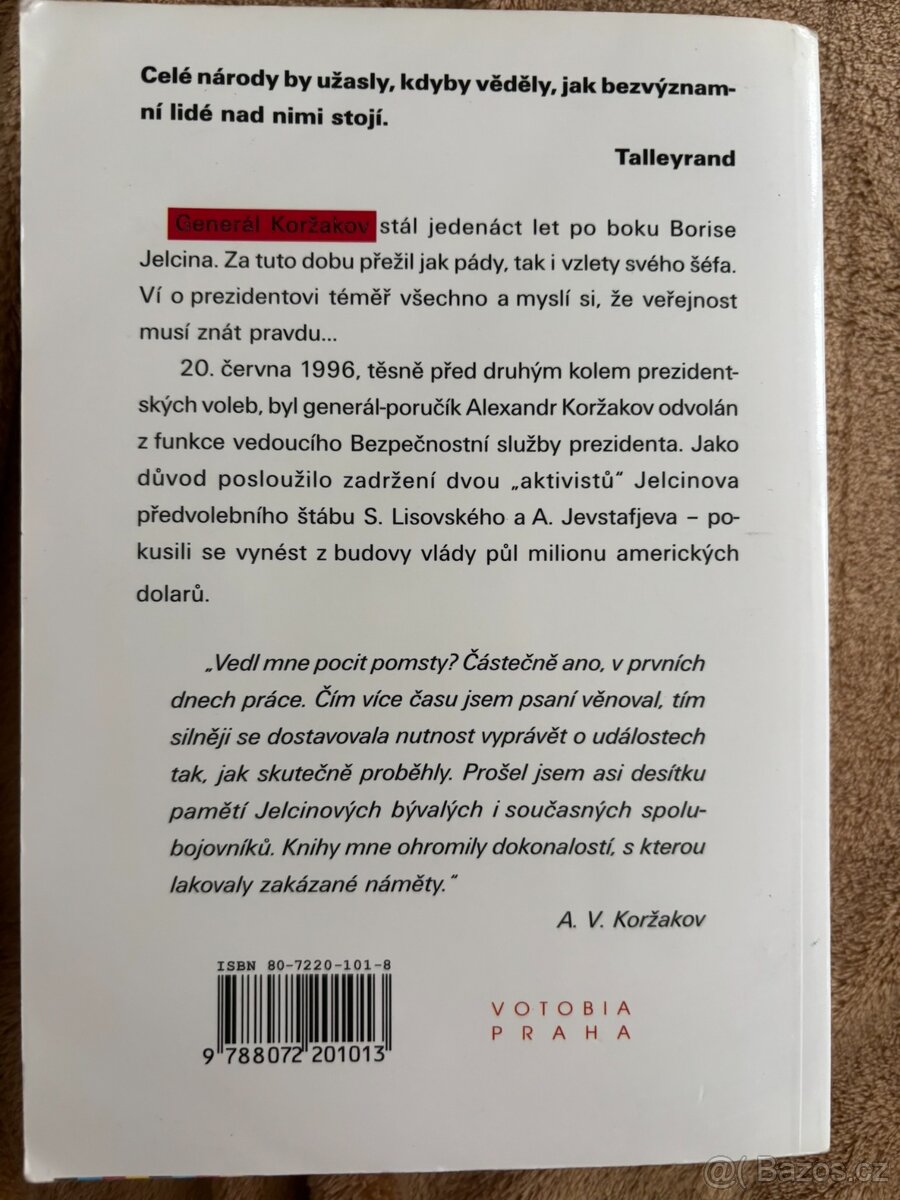 Celé národy by užasly, kdyby věděly, jak bezvýznam-
ní lidé nad nimi stojí.
Talleyrand
Generál Koržakov stál jedenáct let po boku Borise
Jelcina. Za tuto dobu přežil jak pády, tak i vzlety svého šéfa.
Ví o prezidentovi téměř všechno a myslí si, že veřejnost
musí znát pravdu...
20. června 1996, těsně před druhým kolem prezident-
ských voleb, byl generál-poručík Alexandr Koržakov odvolán
z funkce vedoucího Bezpečnostní služby prezidenta. Jako
důvod posloužilo zadržení dvou „aktivistů“ Jelcinova
předvolebního štábu S. Lisovského a A. Jevstafjeva – po-
kusili se vynést z budovy vlády půl milionu amerických
dolarů.
„Vedl mne pocit pomsty? Částečně ano, v prvních
dnech práce. Čím více času jsem psaní věnoval, tím
silněji se dostavovala nutnost vyprávět o událostech
tak, jak skutečně proběhly. Prošel jsem asi desítku
pamětí Jelcinových bývalých i současných spolu-
bojovníků. Knihy mne ohromily dokonalostí, s kterou
lakovaly zakázané náměty.“
A. V. Koržakov
ISBN 80-7220-101-8
9 788072 201013
VOTOBIA
PRAHA
@( Bazos.cz